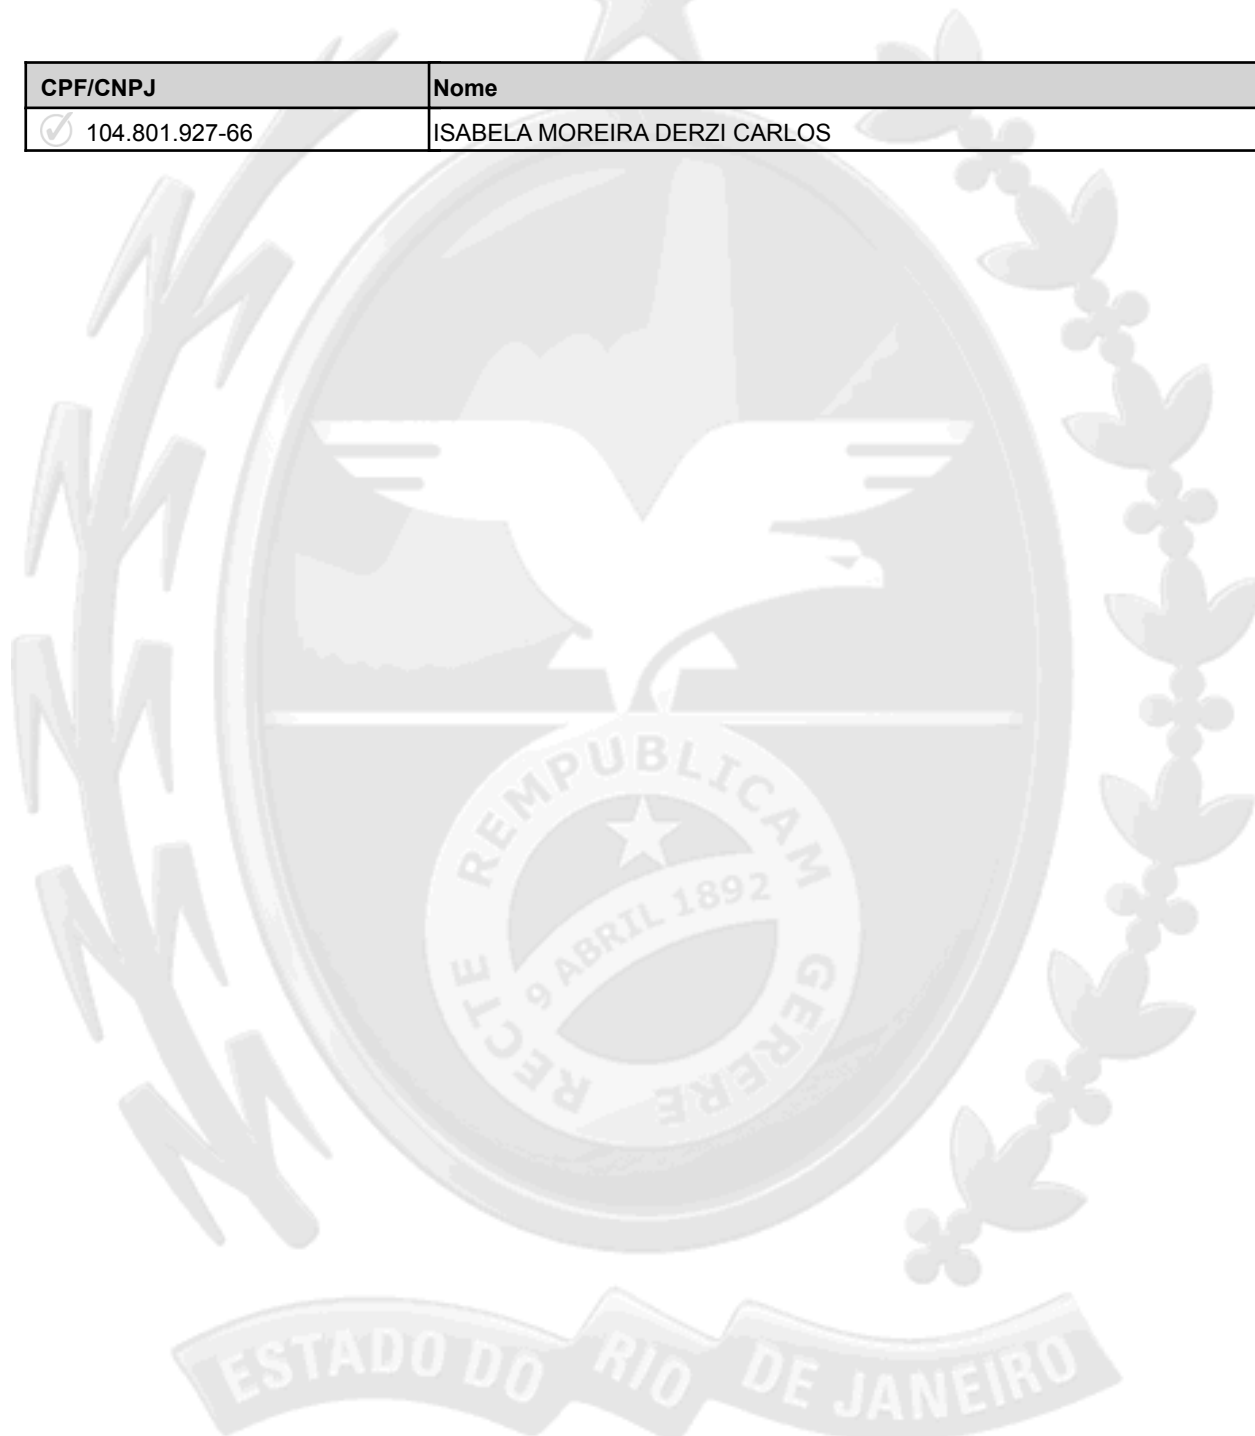 CPF/CNPJ Nome
104.801.927-66 ISABELA MOREIRA DERZI CARLOS
REMPUBLICAM
9 ABRIL 1892
RECTE GERERE
ESTADO DO RIO DE JANEIRO